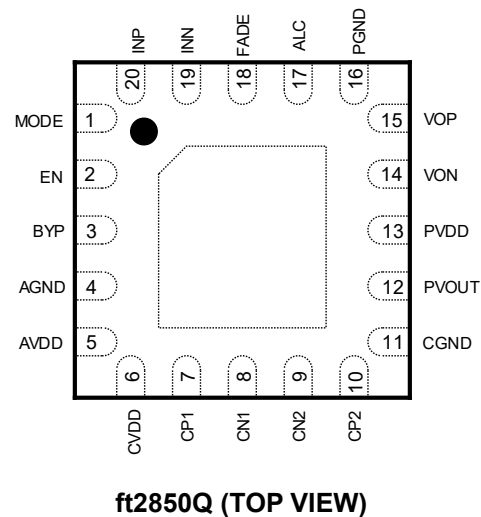 INP INN FADE ALC PGND
20 19 18 17 16
MODE 1 15 VOP
EN 2 14 VON
BYP 3 13 PVDD
AGND 4 12 PVOUT
AVDD 5 11 CGND
6 7 8 9 10
CVDD CP1 CN1 CN2 CP2
ft2850Q (TOP VIEW)